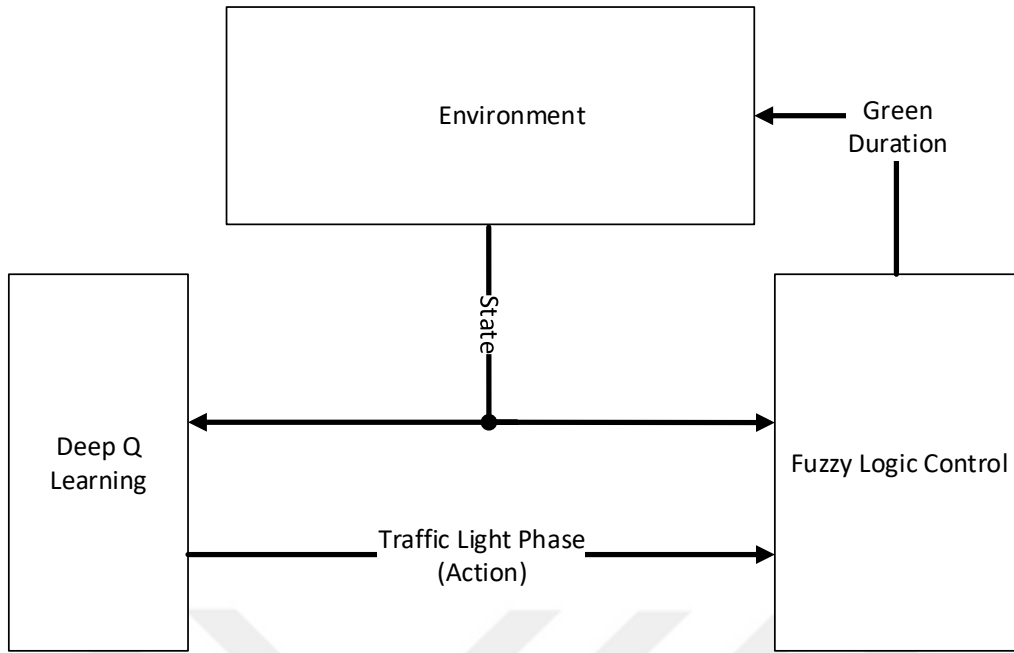 Environment
Green
Duration
State
Deep Q
Learning
Fuzzy Logic Control
Traffic Light Phase
(Action)